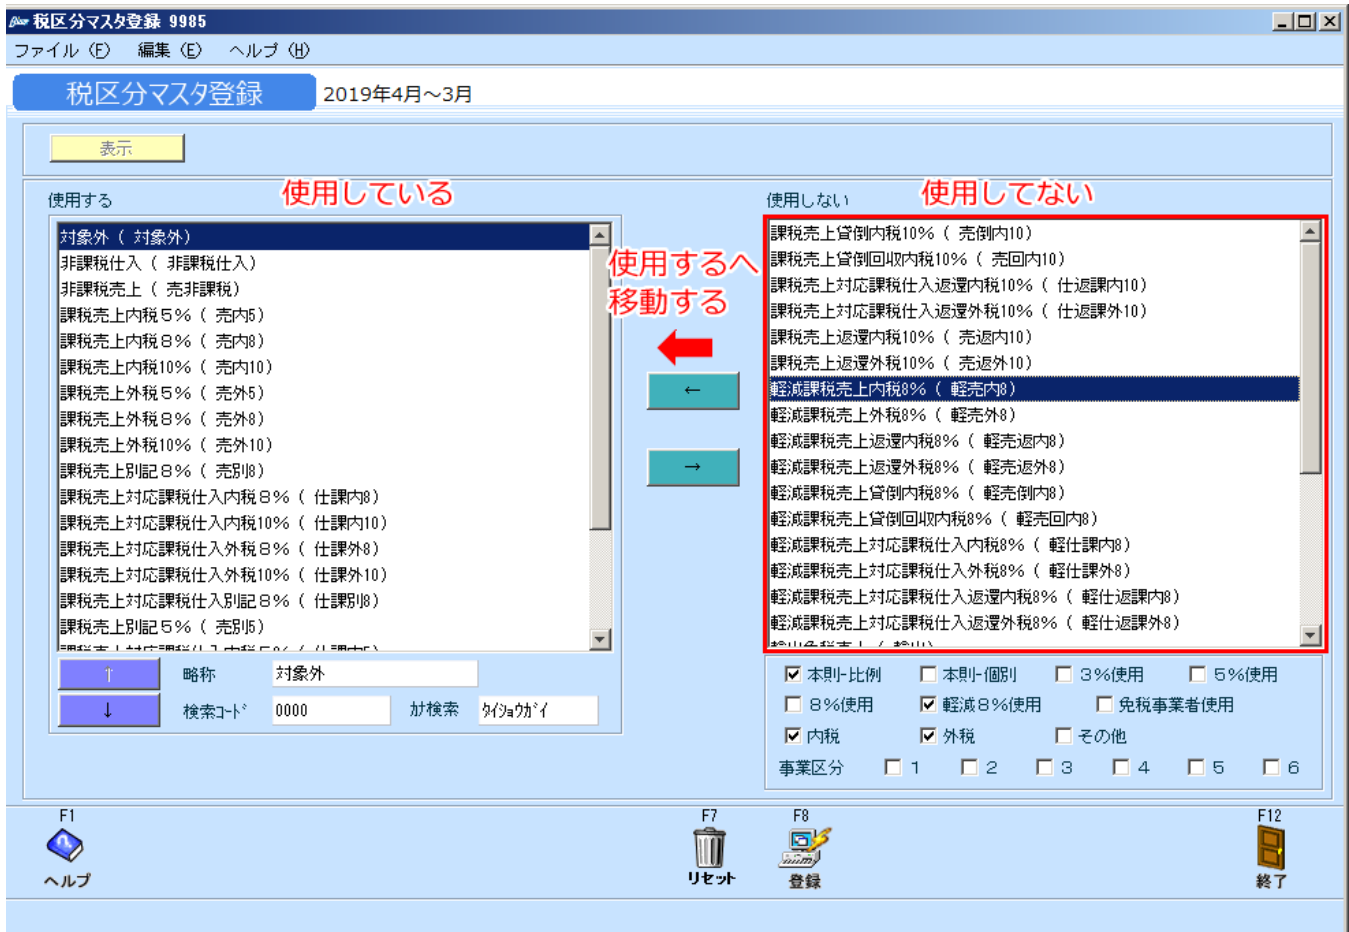 税区分マスタ登録 9985
ファイル (F) 編集 (E) ヘルプ (H)
税区分マスタ登録 2019年4月～3月
表示
使用する 使用している
対象外 ( 対象外)
非課税仕入 ( 非課税仕入)
非課税売上 ( 売非課税)
課税売上内税５% ( 売内5)
課税売上内税８% ( 売内8)
課税売上内税10% ( 売内10)
課税売上外税５% ( 売外5)
課税売上外税８% ( 売外8)
課税売上外税10% ( 売外10)
課税売上別記８% ( 売別8)
課税売上対応課税仕入内税８% ( 仕課内8)
課税売上対応課税仕入内税10% ( 仕課内10)
課税売上対応課税仕入外税８% ( 仕課外8)
課税売上対応課税仕入外税10% ( 仕課外10)
課税売上対応課税仕入別記８% ( 仕課別8)
課税売上別記５% ( 売別5)
課税売上対応課税仕入内税５% ( 仕課内5)
↑ 略称 対象外
↓ 検索ｺｰﾄﾞ 0000 ｶﾅ検索 ﾀｲｼｮｳｶﾞｲ
使用するへ
移動する
←
→
使用しない 使用してない
課税売上貸倒内税10% ( 売倒内10)
課税売上貸倒回収内税10% ( 売回内10)
課税売上対応課税仕入返還内税10% ( 仕返課内10)
課税売上対応課税仕入返還外税10% ( 仕返課外10)
課税売上返還内税10% ( 売返内10)
課税売上返還外税10% ( 売返外10)
軽減課税売上内税8% ( 軽売内8)
軽減課税売上外税8% ( 軽売外8)
軽減課税売上返還内税8% ( 軽売返内8)
軽減課税売上返還外税8% ( 軽売返外8)
軽減課税売上貸倒内税8% ( 軽売倒内8)
軽減課税売上貸倒回収内税8% ( 軽売回内8)
軽減課税売上対応課税仕入内税8% ( 軽仕課内8)
軽減課税売上対応課税仕入外税8% ( 軽仕課外8)
軽減課税売上対応課税仕入返還内税8% ( 軽仕返課内8)
軽減課税売上対応課税仕入返還外税8% ( 軽仕返課外8)
輸出免税売上 ( 輸出)
本則-比例 本則-個別 ３%使用 ５%使用
８%使用 軽減８%使用 免税事業者使用
内税 外税 その他
事業区分 １ ２ ３ ４ ５ ６
F1 F7 F8 F12
ヘルプ リセット 登録 終了